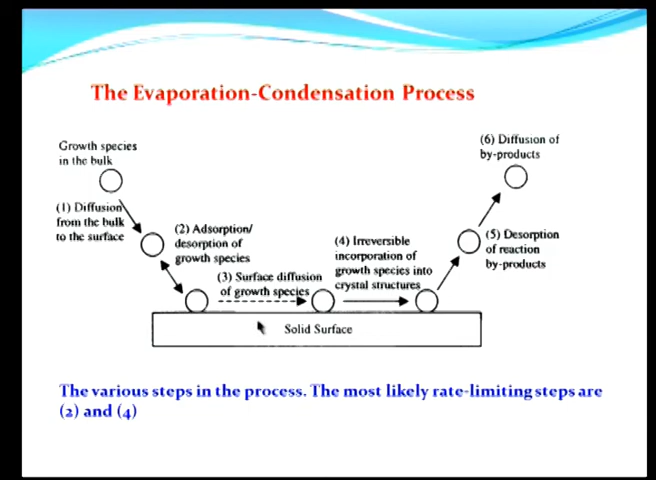 The Evaporation-Condensation Process
Growth species
in the bulk
(1) Diffusion
from the bulk
to the surface
(2) Adsorption/
desorption of
growth species
(3) Surface diffusion
of growth species
(4) Irreversible
incorporation of
growth species into
crystal structures
(5) Desorption
of reaction
by-products
(6) Diffusion of
by-products
Solid Surface
The various steps in the process. The most likely rate-limiting steps are
(2) and (4)